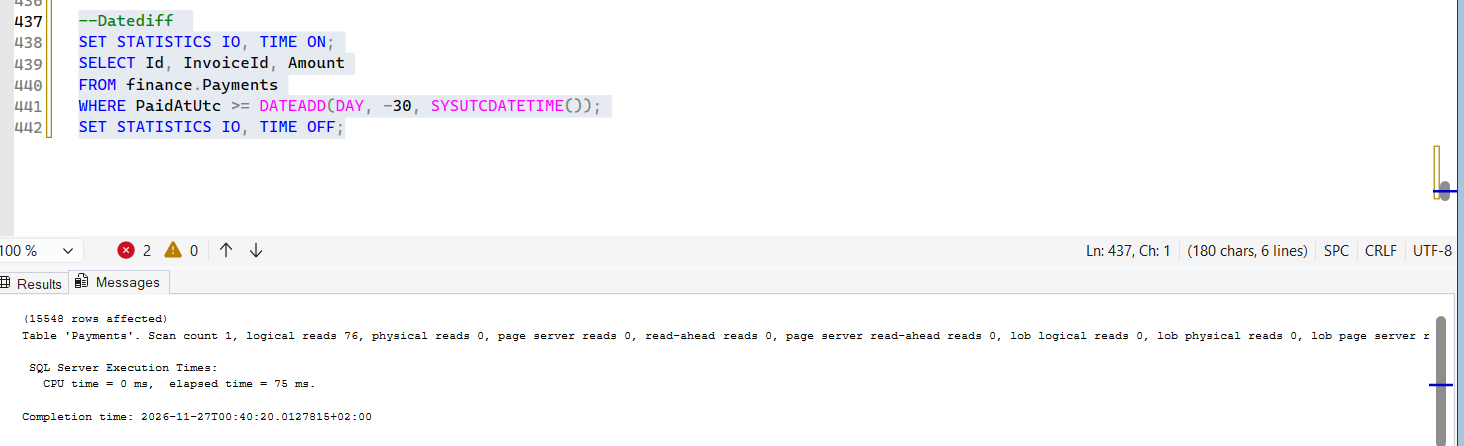 436
437 --Datediff
438 SET STATISTICS IO, TIME ON;
439 SELECT Id, InvoiceId, Amount
440 FROM finance.Payments
441 WHERE PaidAtUtc >= DATEADD(DAY, -30, SYSUTCDATETIME());
442 SET STATISTICS IO, TIME OFF;
100 % 2 0 Ln: 437, Ch: 1 (180 chars, 6 lines) SPC CRLF UTF-8
Results Messages
(15548 rows affected)
Table 'Payments'. Scan count 1, logical reads 76, physical reads 0, page server reads 0, read-ahead reads 0, page server read-ahead reads 0, lob logical reads 0, lob physical reads 0, lob page server r
SQL Server Execution Times:
CPU time = 0 ms, elapsed time = 75 ms.
Completion time: 2026-11-27T00:40:20.0127815+02:00